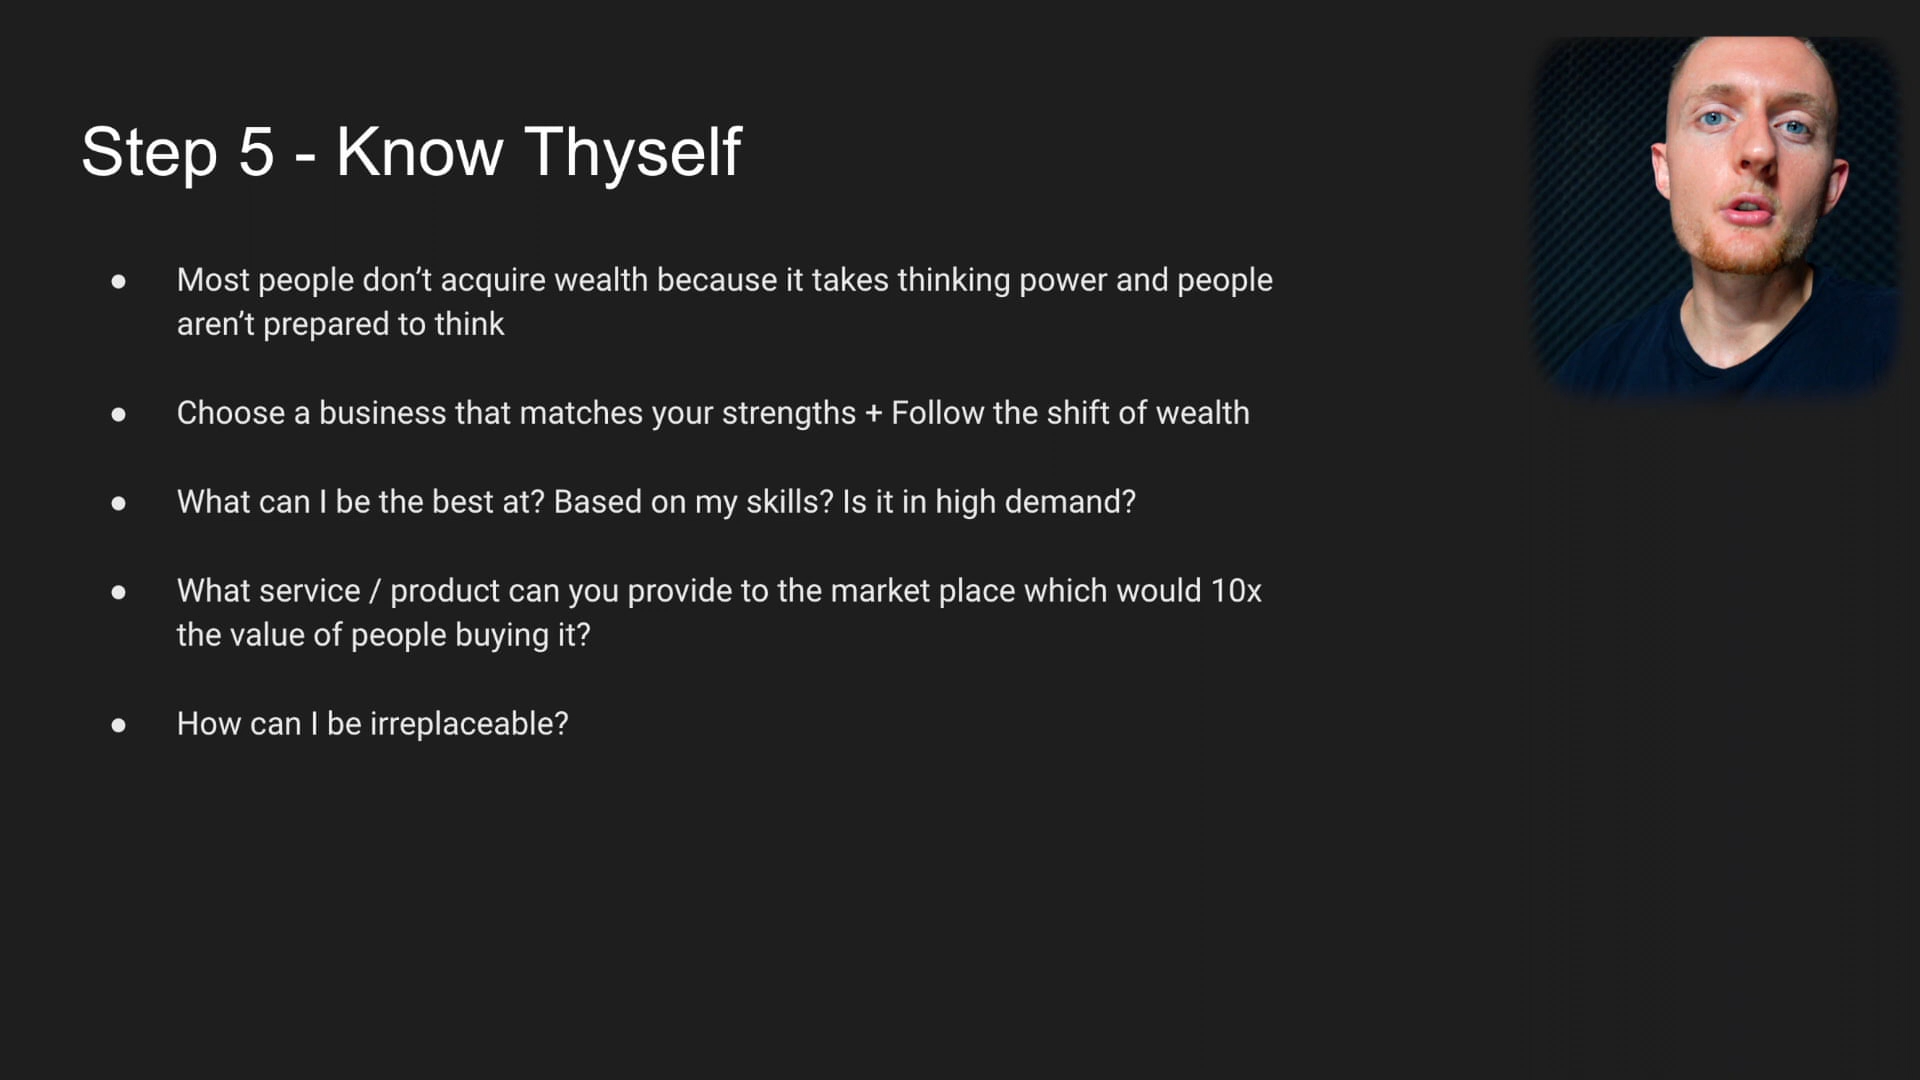 Step 5 - Know Thyself
● Most people don’t acquire wealth because it takes thinking power and people
aren’t prepared to think
● Choose a business that matches your strengths + Follow the shift of wealth
● What can I be the best at? Based on my skills? Is it in high demand?
● What service / product can you provide to the market place which would 10x
the value of people buying it?
● How can I be irreplaceable?